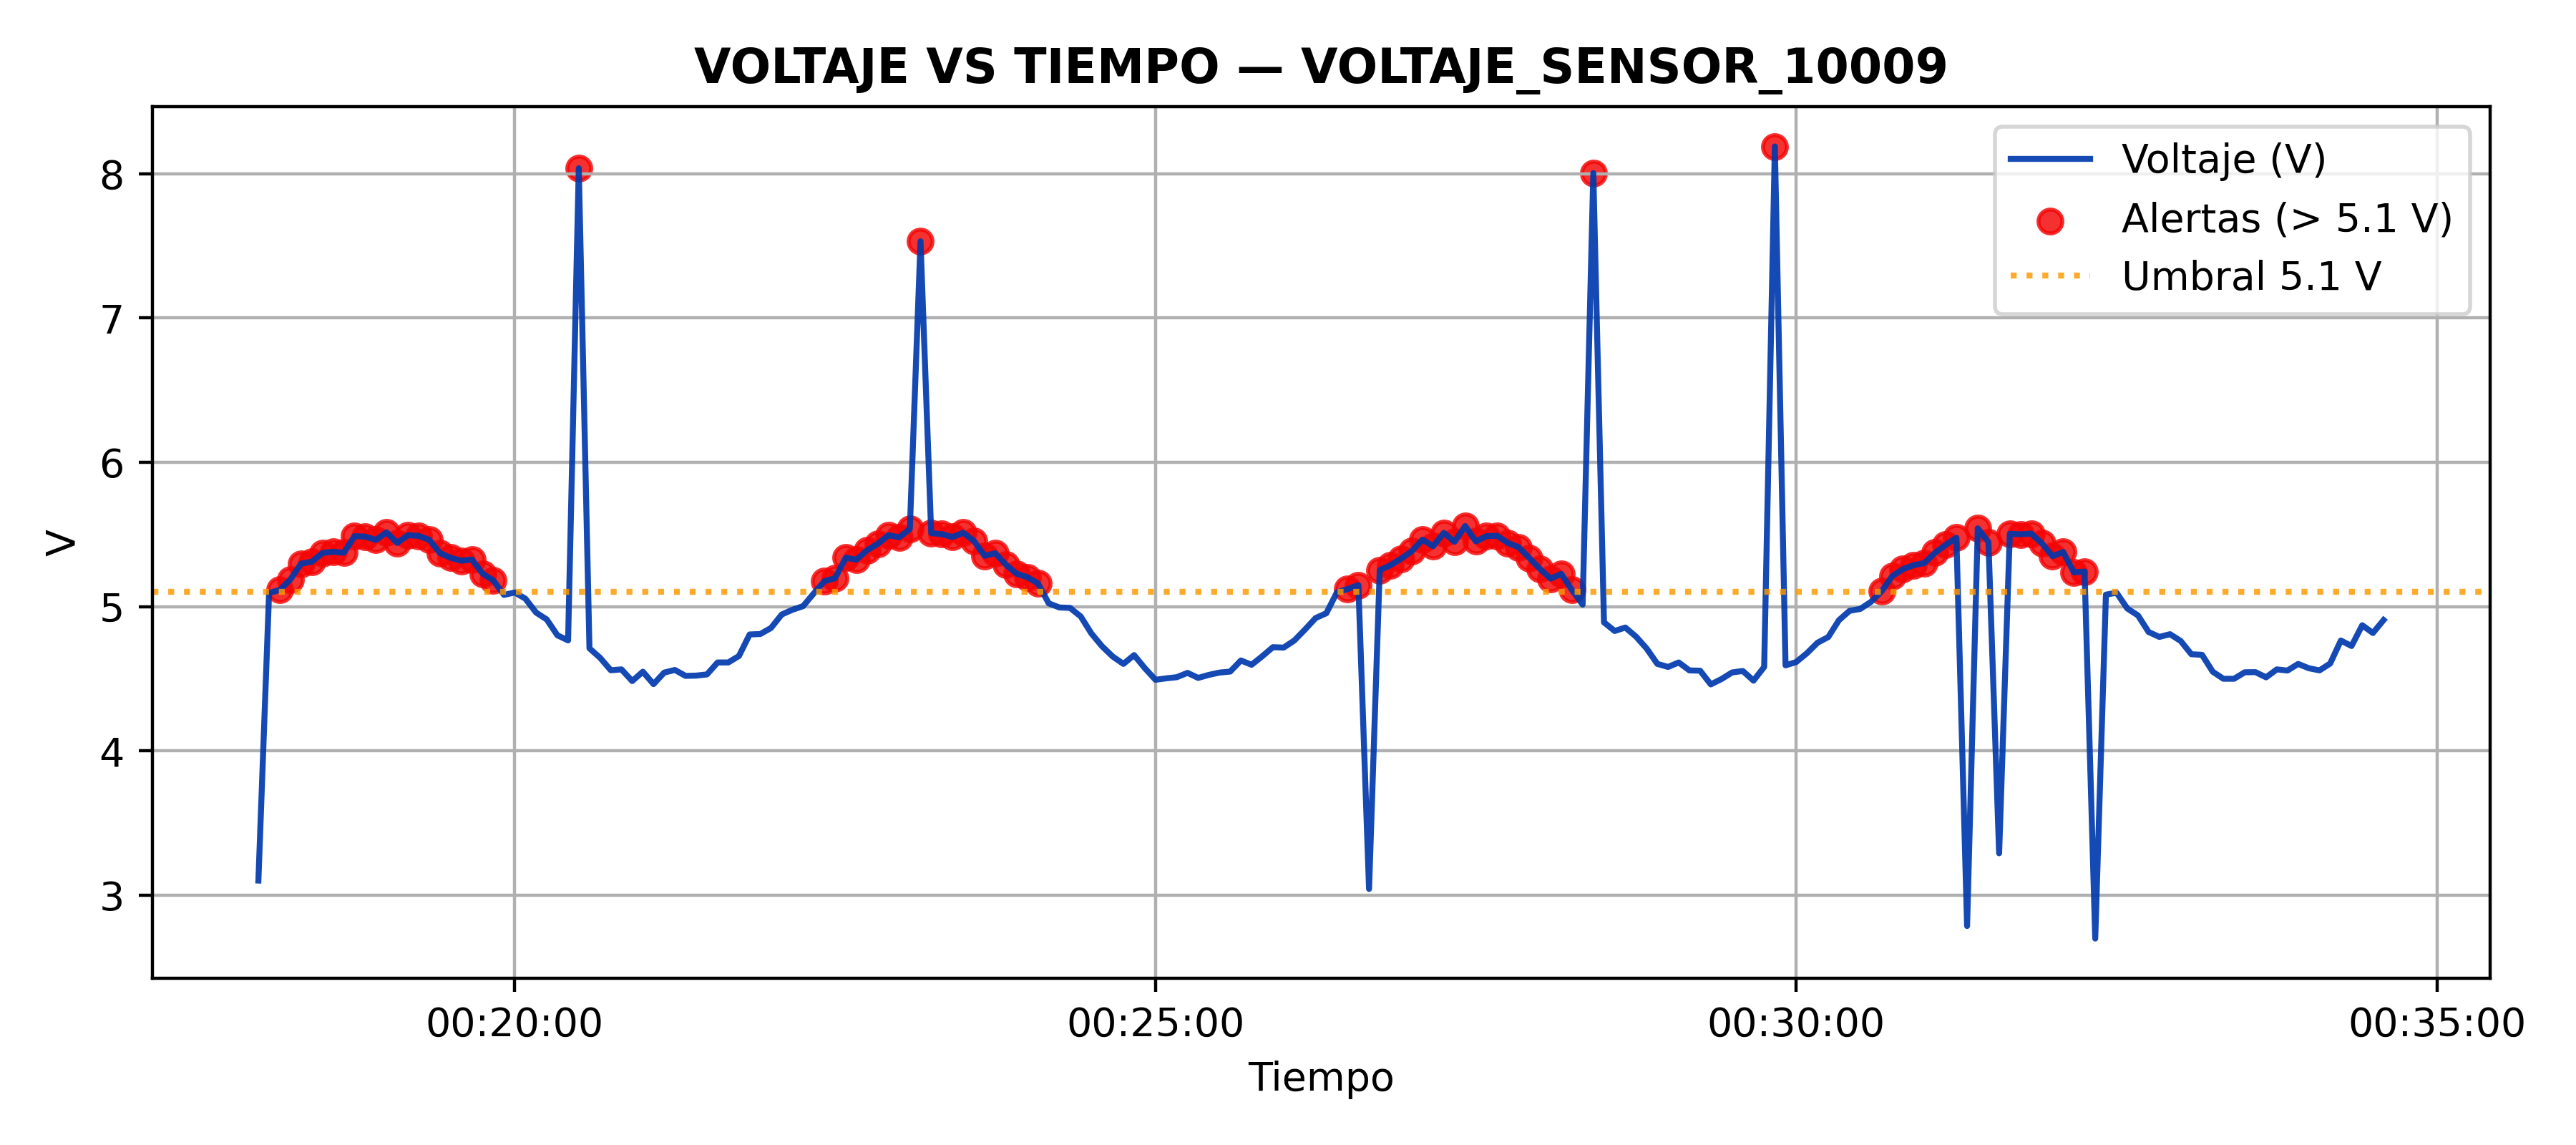 VOLTAJE VS TIEMPO — VOLTAJE_SENSOR_10009
Voltaje (V)
Alertas (> 5.1 V)
Umbral 5.1 V
V
8
7
6
5
4
3
00:20:00
00:25:00
00:30:00
00:35:00
Tiempo